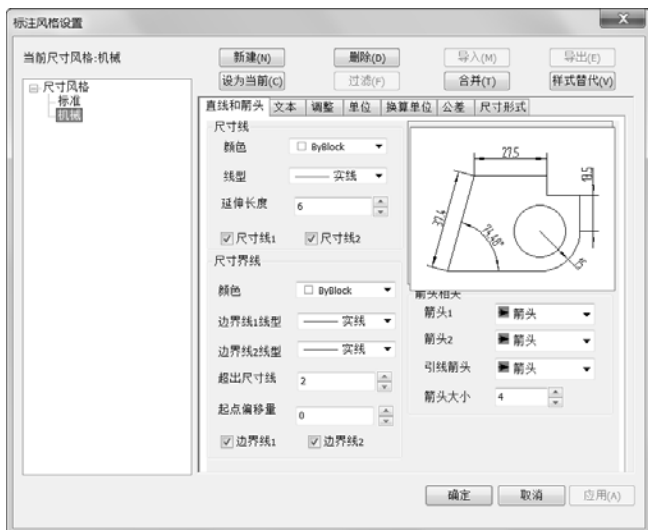 标注风格设置
当前尺寸风格:机械
新建(N) 删除(D) 导入(M) 导出(E)
设为当前(C) 过滤(F) 合并(T) 样式替代(V)
尺寸风格
标准
机械
直线和箭头 文本 调整 单位 换算单位 公差 尺寸形式
尺寸线
颜色 ByBlock
线型 实线
延伸长度 6
尺寸线1 尺寸线2
尺寸界线
颜色 ByBlock
边界线1线型 实线
边界线2线型 实线
超出尺寸线 2
起点偏移量 0
边界线1 边界线2
27.5
18.5
37.4
74.48°
箭头相关
箭头1 箭头
箭头2 箭头
引线箭头 箭头
箭头大小 4
确定 取消 应用(A)